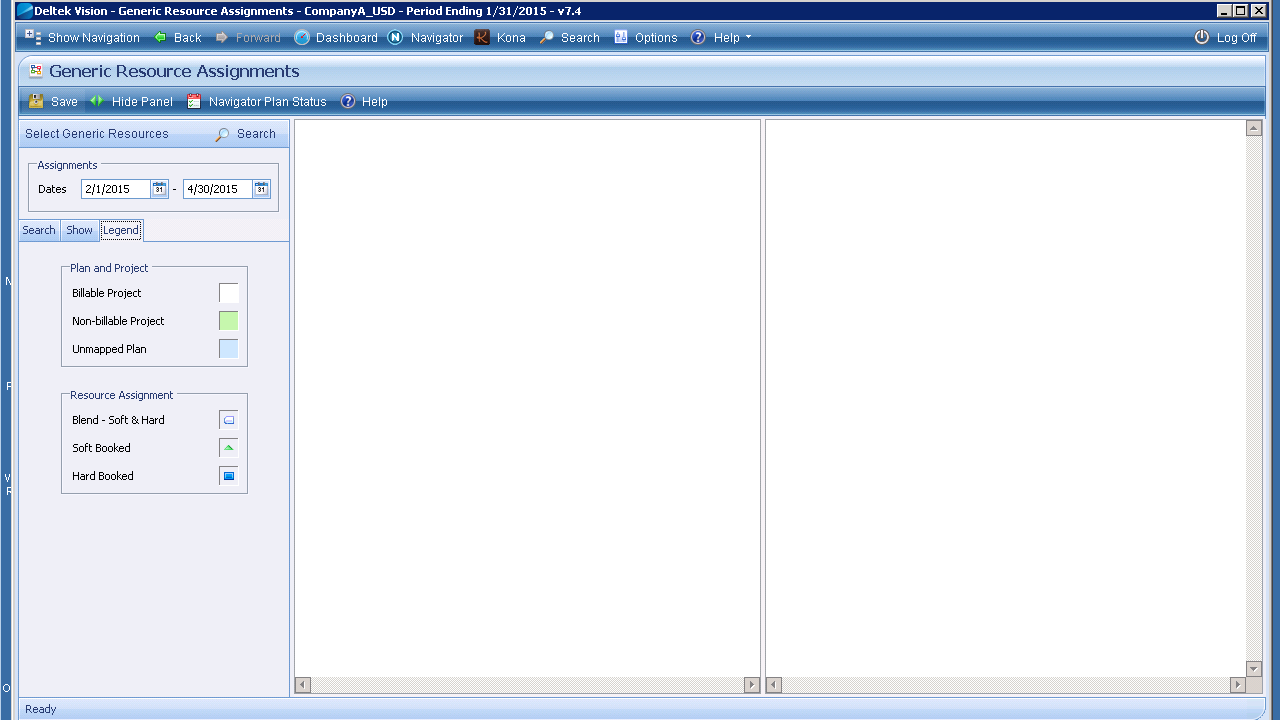 Deltek Vision - Generic Resource Assignments - CompanyA_USD - Period Ending 1/31/2015 - v7.4
Show Navigation Back Forward Dashboard N Navigator K Kona Search Options ? Help Log Off
Generic Resource Assignments
Save Hide Panel Navigator Plan Status ? Help
Select Generic Resources Search
Assignments
Dates 2/1/2015 31 - 4/30/2015 31
Search Show Legend
Plan and Project
Billable Project
Non-billable Project
Unmapped Plan
Resource Assignment
Blend - Soft & Hard
Soft Booked
Hard Booked
Ready